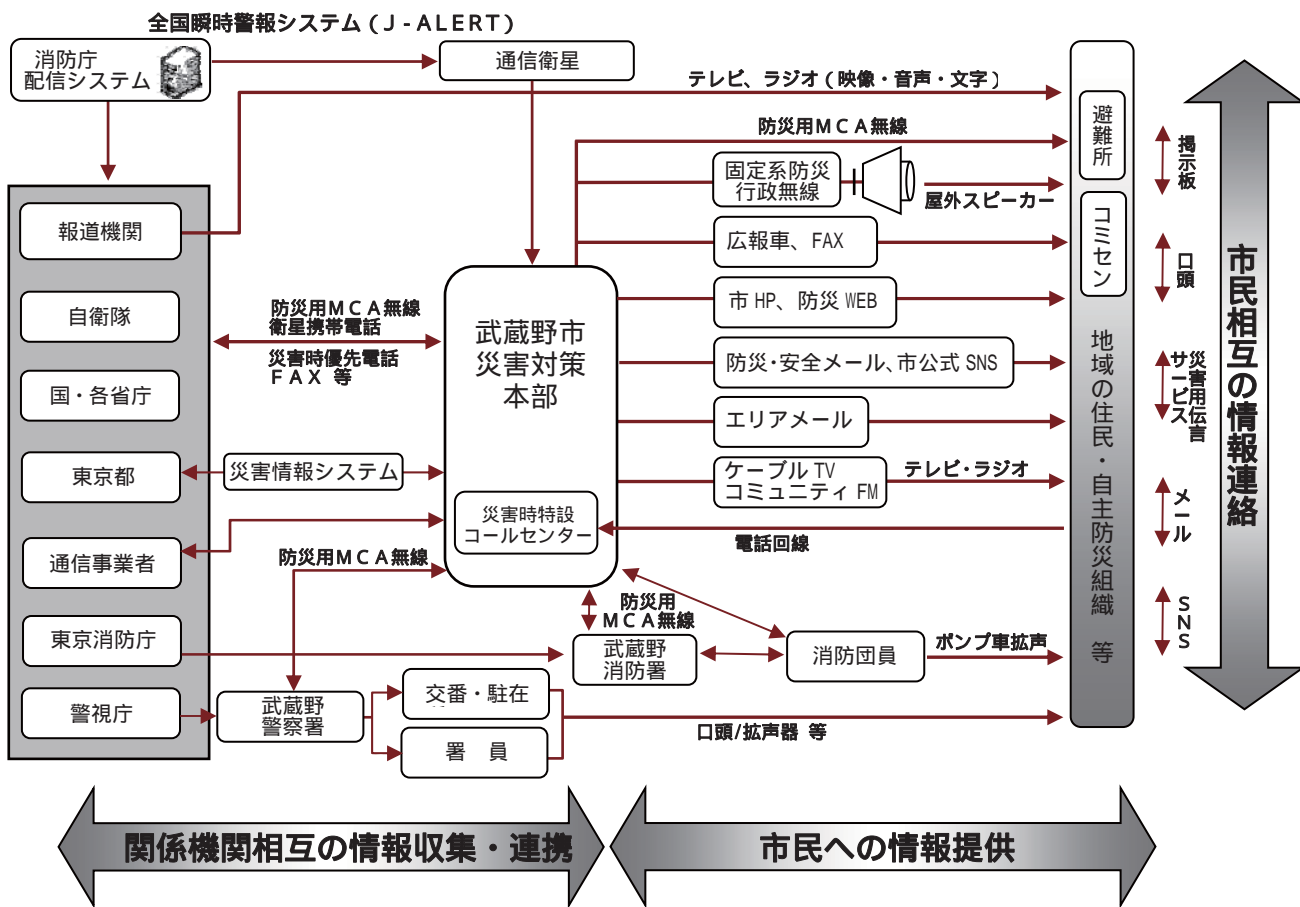 全国瞬時警報システム(J-ALERT)
消防庁
配信システム
通信衛星
テレビ、ラジオ(映像・音声・文字)
防災用MCA無線
固定系防災
行政無線
屋外スピーカー
広報車、FAX
市HP、防災WEB
防災・安全メール、市公式SNS
エリアメール
ケーブルTV
コミュニティFM
テレビ・ラジオ
電話回線
報道機関
自衛隊
国・各省庁
東京都
通信事業者
東京消防庁
警視庁
防災用MCA無線
衛星携帯電話
災害時優先電話
FAX 等
災害情報システム
武蔵野市
災害対策
本部
災害時特設
コールセンター
防災用MCA無線
防災用
MCA無線
武蔵野
消防署
消防団員
ポンプ車拡声
武蔵野
警察署
交番・駐在
署 員
口頭/拡声器 等
避難所
コミセン
地域の住民・自主防災組織 等
掲示板
口頭
災害用伝言
サービス
メール
SNS
市民相互の情報連絡
関係機関相互の情報収集・連携
市民への情報提供